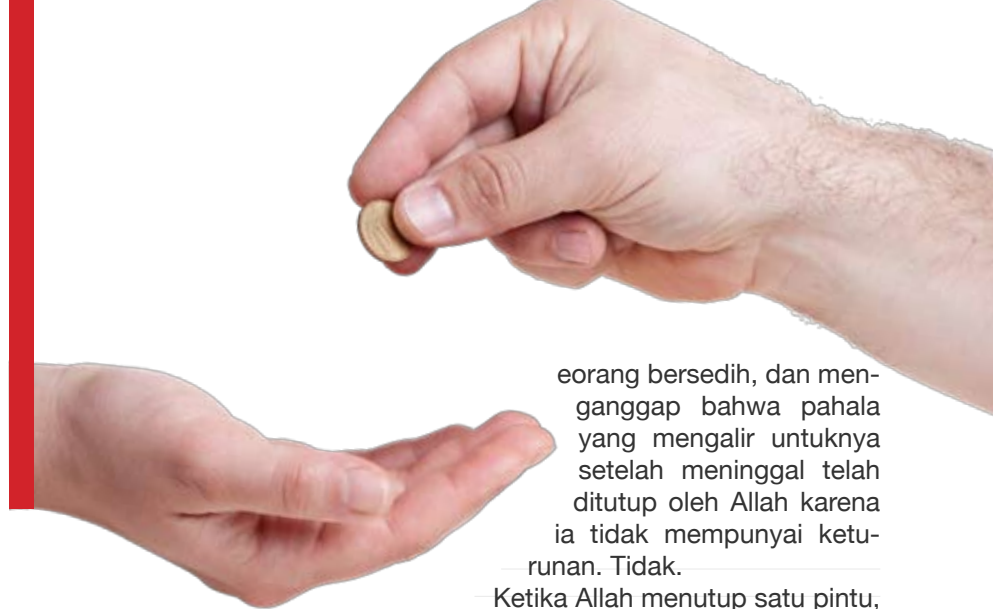 eorang bersedih, dan men-
ganggap bahwa pahala
yang mengalir untuknya
setelah meninggal telah
ditutup oleh Allah karena
ia tidak mempunyai ketu-
runan. Tidak.
Ketika Allah menutup satu pintu,